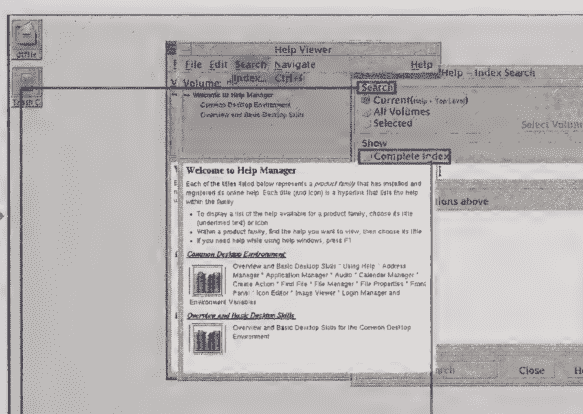 Help Viewer
File Edit Search Navigate Help
Index... Ctrl+I
Volume:
Welcome to Help Manager
Common Desktop Environment
Overview and Basic Desktop Skills
Help - Index Search
Search
Current(Help - Top Level)
All Volumes
Selected
Select Volum
Show
Complete Index
tions above
Welcome to Help Manager
Each of the titles listed below represents a product family that has installed and
registered its online help. Each title (and icon) is a hyperlink that lists the help
within the family
• To display a list of the help available for a product family, choose its title
(underlined text) or icon
• Within a product family, find the help you want to view, then choose its title
• If you need help while using help windows, press F1
Common Desktop Environment
Overview and Basic Desktop Skills * Using Help * Address
Manager * Application Manager * Audio * Calendar Manager *
Create Action * Find File * File Manager * File Properties * Front
Panel * Icon Editor * Image Viewer * Login Manager and
Environment Variables
Overview and Basic Desktop Skills
Overview and Basic Desktop Skills for the Common Desktop
Environment
arch Close He